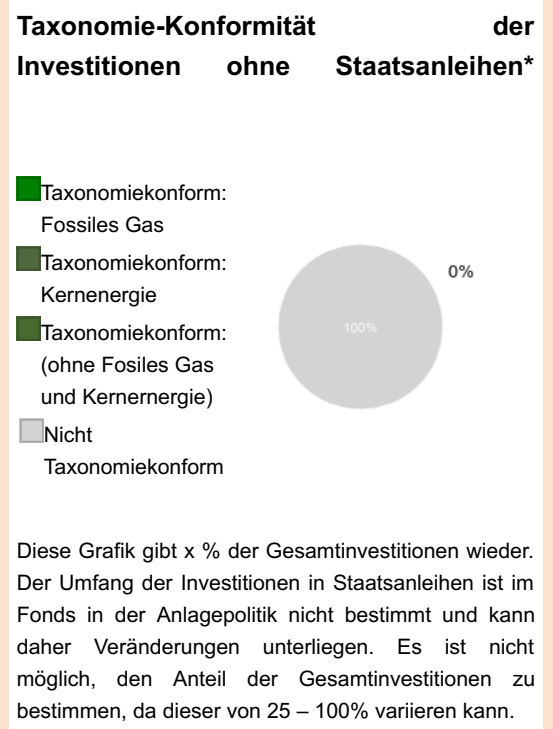 Taxonomie-Konformität der
Investitionen ohne Staatsanleihen*
Taxonomiekonform:
Fossiles Gas
Taxonomiekonform:
Kernenergie
Taxonomiekonform:
(ohne Fosiles Gas
und Kernernergie)
Nicht
Taxonomiekonform
0%
100%
Diese Grafik gibt x % der Gesamtinvestitionen wieder.
Der Umfang der Investitionen in Staatsanleihen ist im
Fonds in der Anlagepolitik nicht bestimmt und kann
daher Veränderungen unterliegen. Es ist nicht
möglich, den Anteil der Gesamtinvestitionen zu
bestimmen, da dieser von 25 – 100% variieren kann.